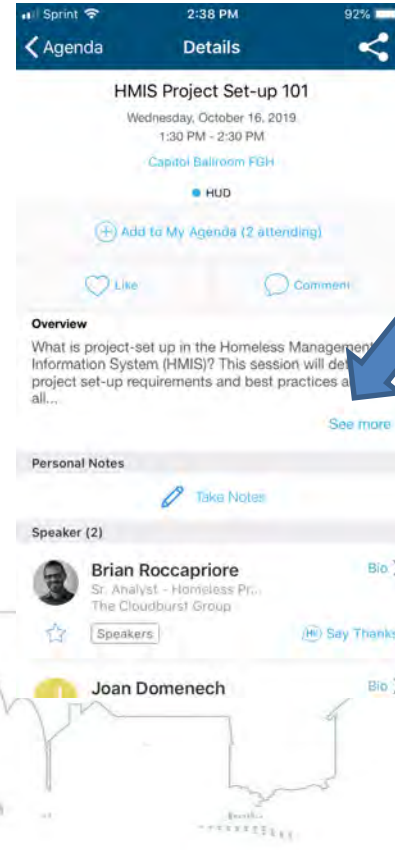 Sprint 2:38 PM 92%
Agenda Details
HMIS Project Set-up 101
Wednesday, October 16, 2019
1:30 PM - 2:30 PM
Capitol Ballroom FGH
HUD
Add to My Agenda (2 attending)
Like Comment
Overview
What is project-set up in the Homeless Management
Information System (HMIS)? This session will
project set-up requirements and best practices
all...
See more
Personal Notes
Take Notes
Speaker (2)
Brian Roccapriore Bio
Sr. Analyst - Homeless Pr...
The Cloudburst Group
Speakers Say Thanks
Joan Domenech Bio